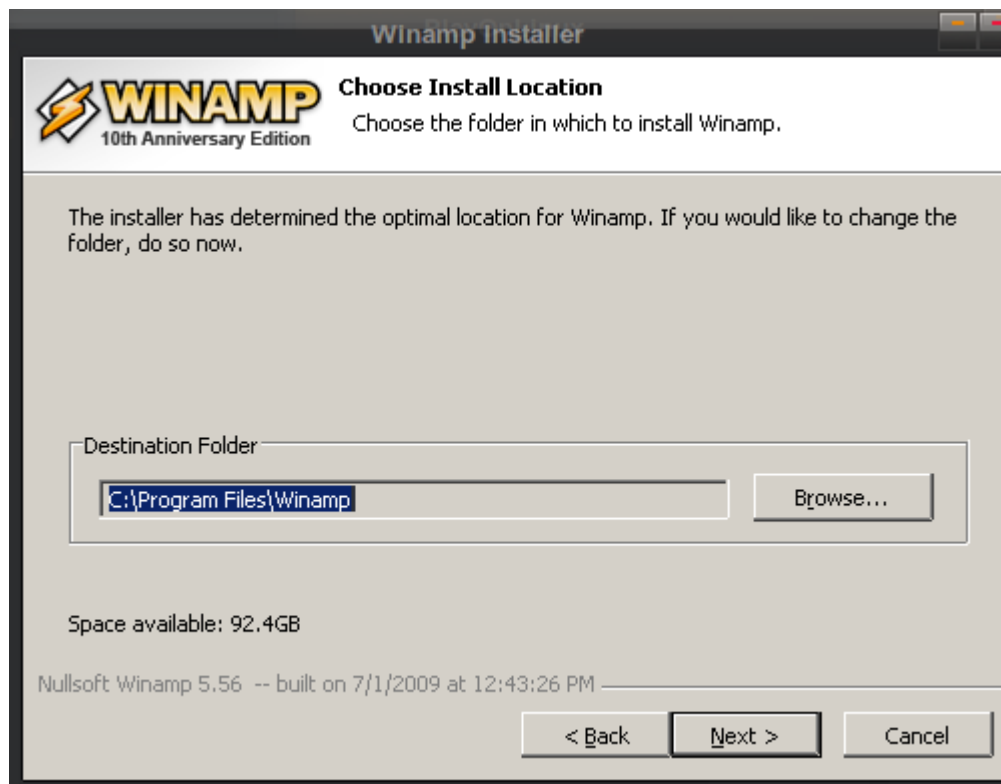 Winamp Installer
WINAMP
10th Anniversary Edition
Choose Install Location
Choose the folder in which to install Winamp.
The installer has determined the optimal location for Winamp. If you would like to change the
folder, do so now.
Destination Folder
C:\Program Files\Winamp
Browse...
Space available: 92.4GB
Nullsoft Winamp 5.56 -- built on 7/1/2009 at 12:43:26 PM
< Back
Next >
Cancel